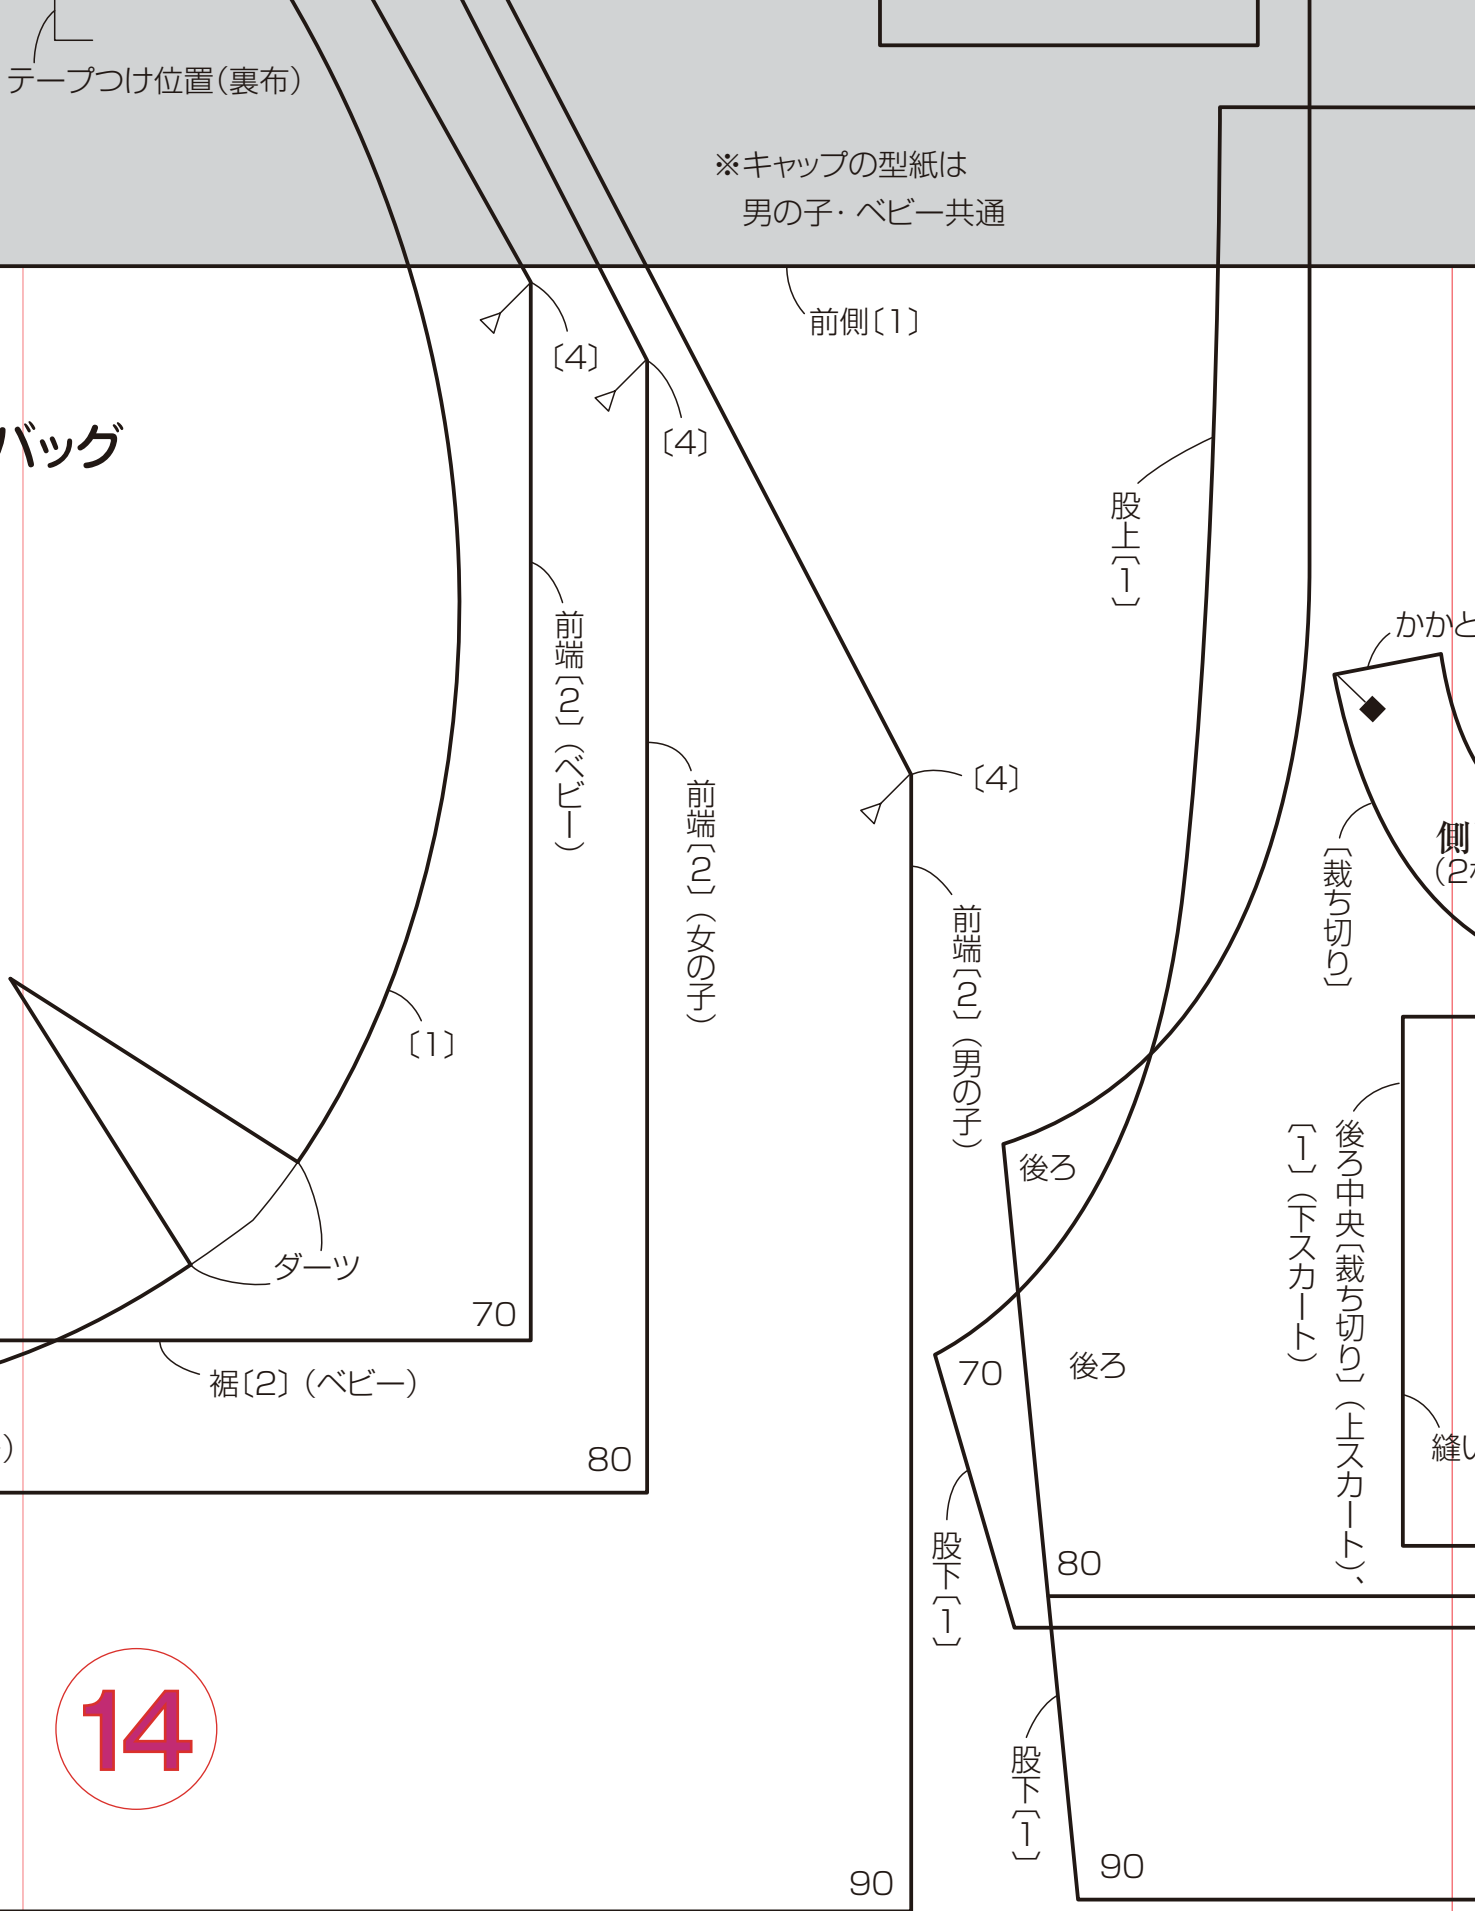 テープつけ位置(裏布)
※キャップの型紙は
男の子・ベビー共通
前側〔1〕
〔4〕
〔4〕
バッグ
股上〔1〕
前端〔2〕(ベビー)
かかと
前端〔2〕(女の子)
〔4〕
側
(2
〔裁ち切り〕
前端〔2〕(男の子)
〔1〕
後ろ
後ろ中央〔裁ち切り〕(上スカート)、
〔1〕(下スカート)
ダーツ
70
後ろ
70
裾〔2〕(ベビー)
)
80
縫い
股下〔1〕
80
14
股下〔1〕
90
90